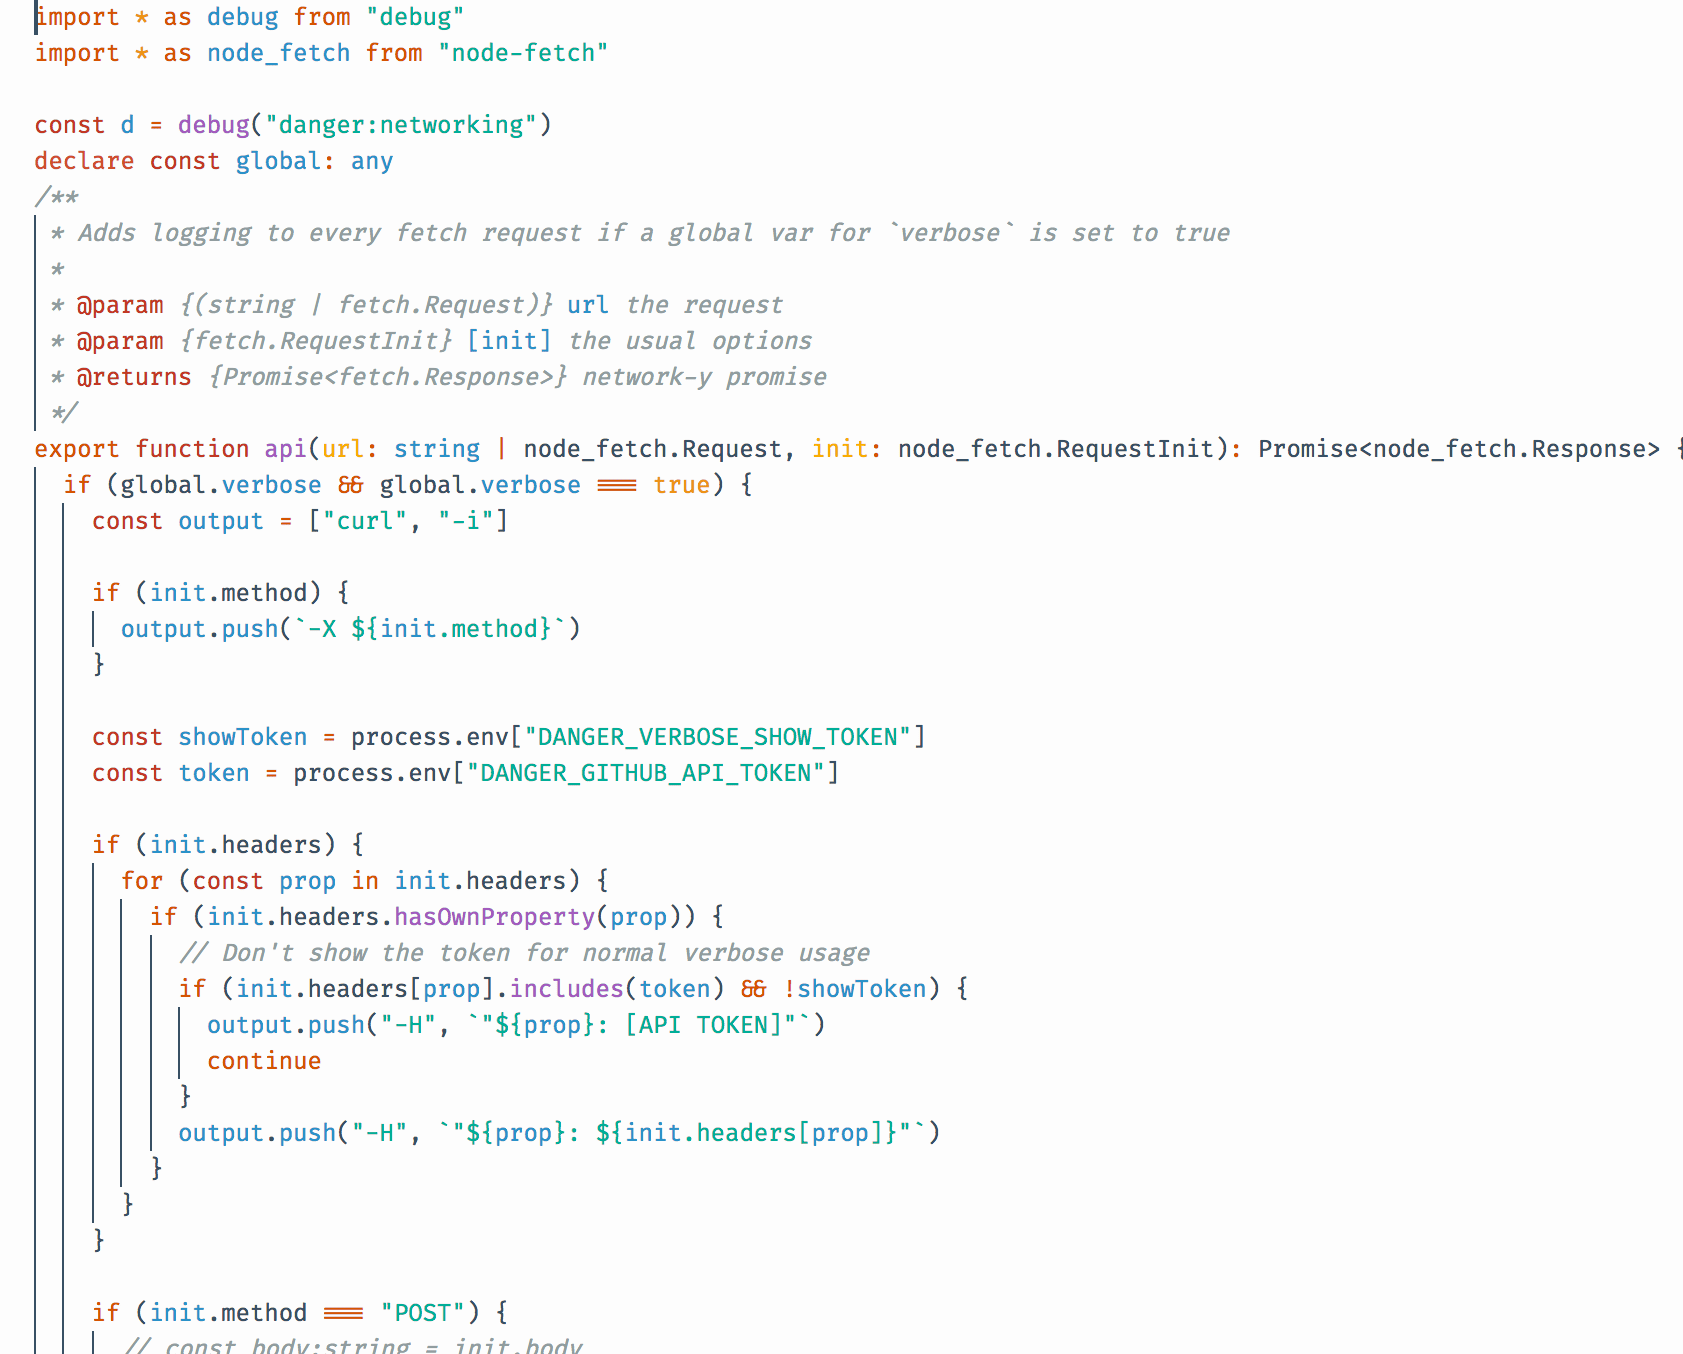 import * as debug from "debug"
import * as node_fetch from "node-fetch"
const d = debug("danger:networking")
declare const global: any
/**
* Adds logging to every fetch request if a global var for `verbose` is set to true
*
* @param {(string | fetch.Request)} url the request
* @param {fetch.RequestInit} [init] the usual options
* @returns {Promise<fetch.Response>} network-y promise
*/
export function api(url: string | node_fetch.Request, init: node_fetch.RequestInit): Promise<node_fetch.Response> {
if (global.verbose && global.verbose === true) {
const output = ["curl", "-i"]
if (init.method) {
output.push(`-X ${init.method}`)
}
const showToken = process.env["DANGER_VERBOSE_SHOW_TOKEN"]
const token = process.env["DANGER_GITHUB_API_TOKEN"]
if (init.headers) {
for (const prop in init.headers) {
if (init.headers.hasOwnProperty(prop)) {
// Don't show the token for normal verbose usage
if (init.headers[prop].includes(token) && !showToken) {
output.push("-H", `"${prop}: [API TOKEN]"`)
continue
}
output.push("-H", `"${prop}: ${init.headers[prop]}"`)
}
}
}
if (init.method === "POST") {
// const body:string = init.body